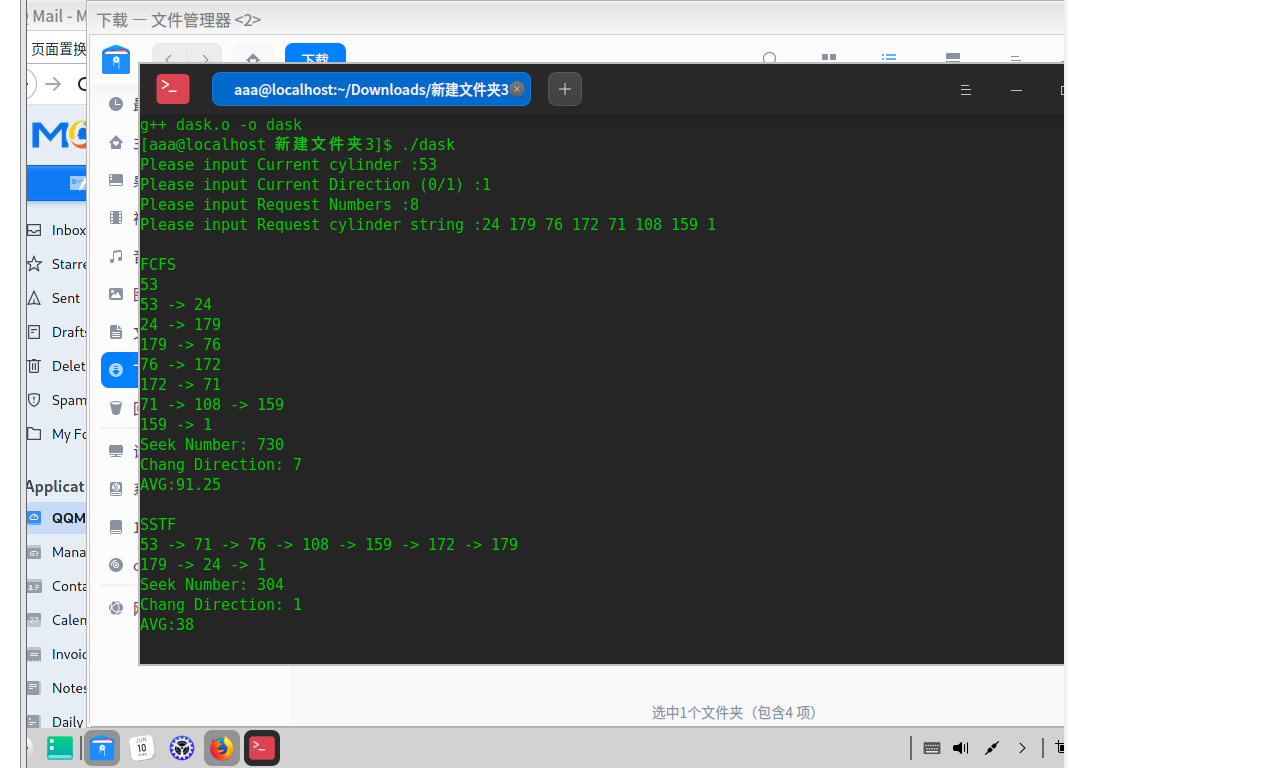 Mail - M
下载 — 文件管理器 <2>
页面置换
下载
aaa@localhost:~/Downloads/新建文件夹3
g++ dask.o -o dask
[aaa@localhost 新建文件夹3]$ ./dask
Please input Current cylinder :53
Please input Current Direction (0/1) :1
Please input Request Numbers :8
Please input Request cylinder string :24 179 76 172 71 108 159 1
FCFS
53
53 -> 24
24 -> 179
179 -> 76
76 -> 172
172 -> 71
71 -> 108 -> 159
159 -> 1
Seek Number: 730
Chang Direction: 7
AVG:91.25
SSTF
53 -> 71 -> 76 -> 108 -> 159 -> 172 -> 179
179 -> 24 -> 1
Seek Number: 304
Chang Direction: 1
AVG:38
Inbox
Starre
Sent
Drafts
Delet
Spam
My Fo
Applicat
QQM
Mana
Conta
Calen
Invoic
Notes
Daily
选中1个文件夹（包含4 项）
JUN
10